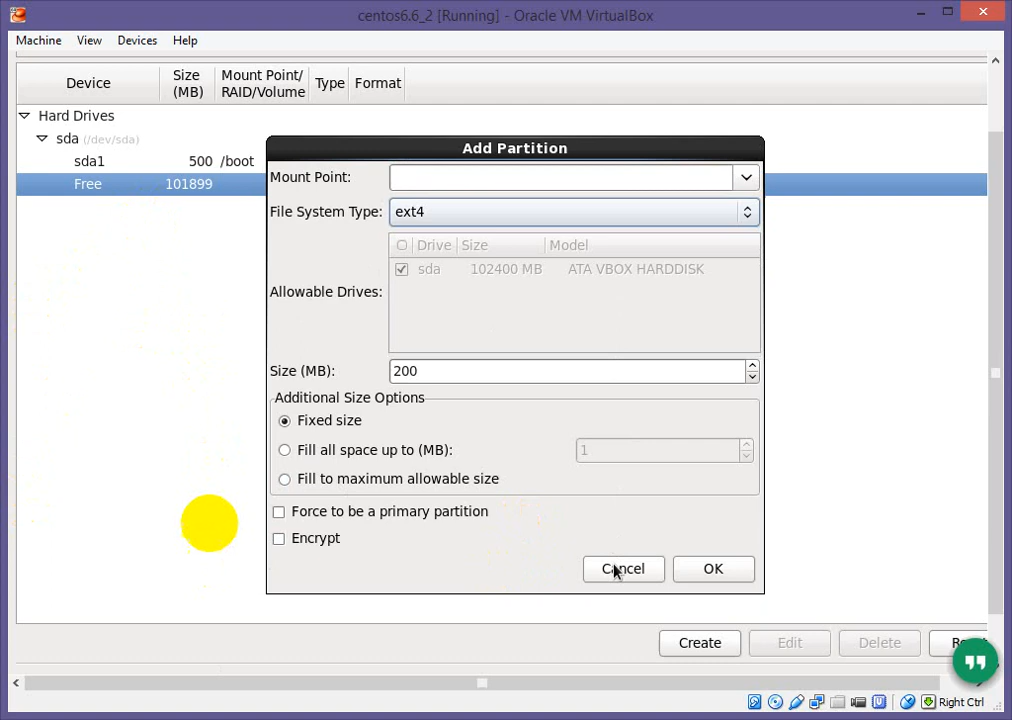 centos6.6_2 [Running] - Oracle VM VirtualBox
Machine View Devices Help
Device Size (MB) Mount Point/ RAID/Volume Type Format
Hard Drives
sda (/dev/sda)
sda1 500 /boot
Free 101899
Add Partition
Mount Point:
File System Type: ext4
Drive Size Model
sda 102400 MB ATA VBOX HARDDISK
Allowable Drives:
Size (MB): 200
Additional Size Options
Fixed size
Fill all space up to (MB): 1
Fill to maximum allowable size
Force to be a primary partition
Encrypt
Cancel OK
Create Edit Delete
Right Ctrl